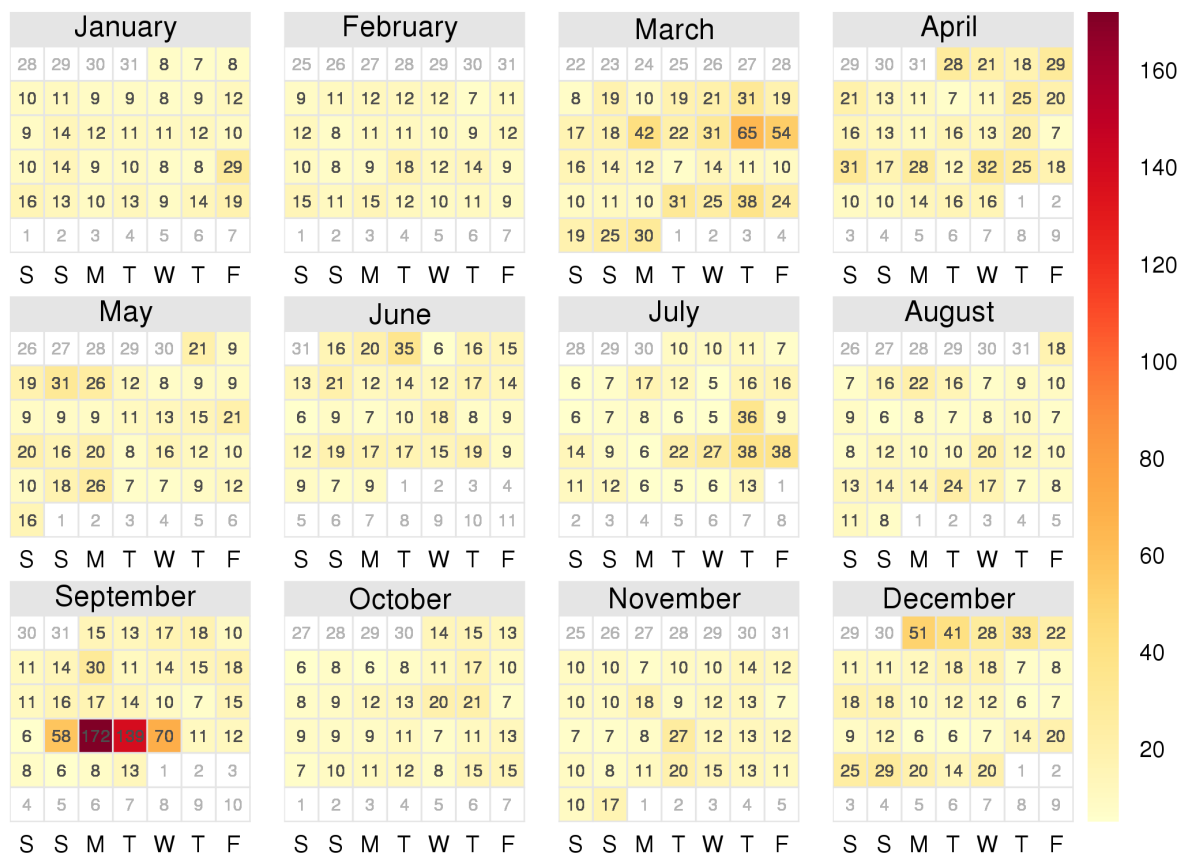 January February March April
28 29 30 31 8 7 8 25 26 27 28 29 30 31 22 23 24 25 26 27 28 29 30 31 28 21 18 29
10 11 9 9 8 9 12 9 11 12 12 12 7 11 8 19 10 19 21 31 19 21 13 11 7 11 25 20
9 14 12 11 11 12 10 12 8 11 11 10 9 12 17 18 42 22 31 65 54 16 13 11 16 13 20 7
10 14 9 10 8 8 29 10 8 9 18 12 14 9 16 14 12 7 14 11 10 31 17 28 12 32 25 18
16 13 10 13 9 14 19 15 11 15 12 10 11 9 10 11 10 31 25 38 24 10 10 14 16 16 1 2
1 2 3 4 5 6 7 1 2 3 4 5 6 7 19 25 30 1 2 3 4 3 4 5 6 7 8 9
S S M T W T F S S M T W T F S S M T W T F S S M T W T F
May June July August
26 27 28 29 30 21 9 31 16 20 35 6 16 15 28 29 30 10 10 11 7 26 27 28 29 30 31 18
19 31 26 12 8 9 9 13 21 12 14 12 17 14 6 7 17 12 5 16 16 7 16 22 16 7 9 10
9 9 9 11 13 15 21 6 9 7 10 18 8 9 6 7 8 6 5 36 9 9 6 8 7 8 10 7
20 16 20 8 16 12 10 12 19 17 17 15 19 9 14 9 6 22 27 38 38 8 12 10 10 20 12 10
10 18 26 7 7 9 12 9 7 9 1 2 3 4 11 12 6 5 6 13 1 13 14 14 24 17 7 8
16 1 2 3 4 5 6 5 6 7 8 9 10 11 2 3 4 5 6 7 8 11 8 1 2 3 4 5
S S M T W T F S S M T W T F S S M T W T F S S M T W T F
September October November December
30 31 15 13 17 18 10 27 28 29 30 14 15 13 25 26 27 28 29 30 31 29 30 51 41 28 33 22
11 14 30 11 14 15 18 6 8 6 8 11 17 10 10 10 7 10 10 14 12 11 11 12 18 18 7 8
11 16 17 14 10 7 15 8 9 12 13 20 21 7 10 10 18 9 12 13 7 18 18 10 12 12 6 7
6 58 172 139 70 11 12 9 9 9 11 7 11 13 7 7 8 27 12 13 12 9 12 6 6 7 14 20
8 6 8 13 1 2 3 7 10 11 12 8 15 15 10 8 11 20 15 13 11 25 29 20 14 20 1 2
4 5 6 7 8 9 10 1 2 3 4 5 6 7 10 17 1 2 3 4 5 3 4 5 6 7 8 9
S S M T W T F S S M T W T F S S M T W T F S S M T W T F
160
140
120
100
80
60
40
20